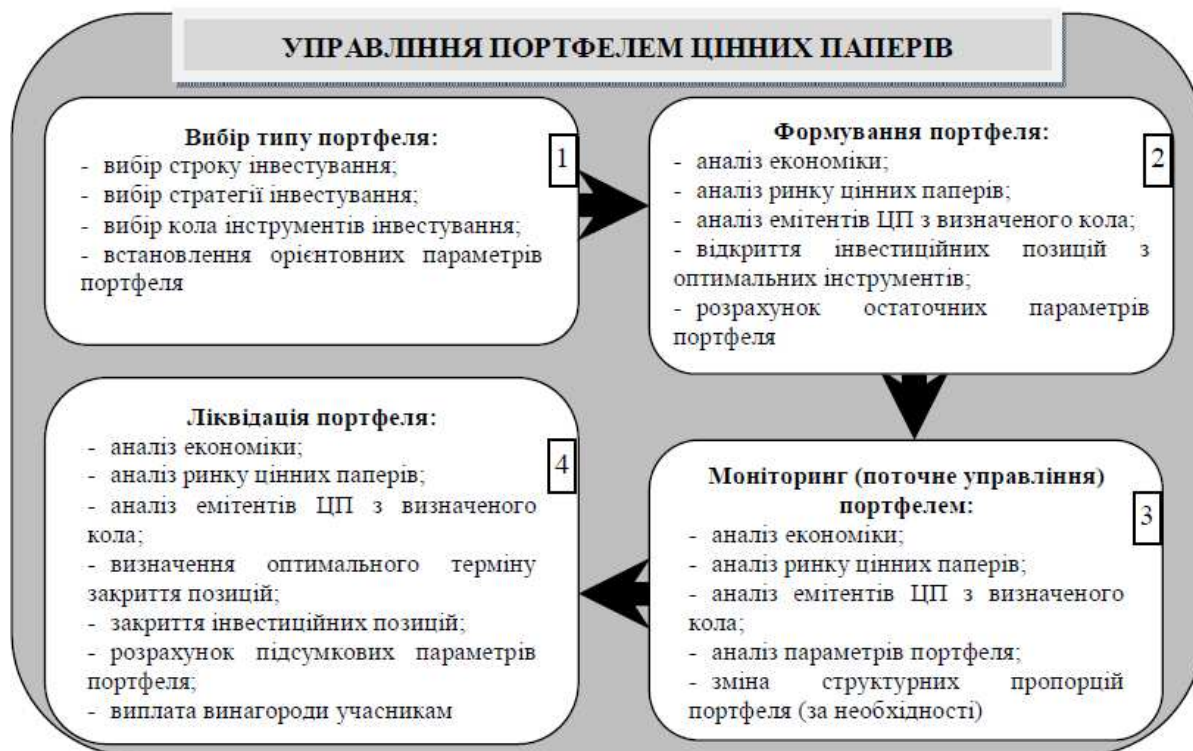 УПРАВЛІННЯ ПОРТФЕЛЕМ ЦІННИХ ПАПЕРІВ
Вибір типу портфеля:
- вибір строку інвестування;
- вибір стратегії інвестування;
- вибір кола інструментів інвестування;
- встановлення орієнтовних параметрів
портфеля
1
Формування портфеля:
- аналіз економіки;
- аналіз ринку цінних паперів;
- аналіз емітентів ЦП з визначеного кола;
- відкриття інвестиційних позицій з
оптимальних інструментів;
- розрахунок остаточних параметрів
портфеля
2
Моніторинг (поточне управління)
портфелем:
- аналіз економіки;
- аналіз ринку цінних паперів;
- аналіз емітентів ЦП з визначеного
кола;
- аналіз параметрів портфеля;
- зміна структурних пропорцій
портфеля (за необхідності)
3
Ліквідація портфеля:
- аналіз економіки;
- аналіз ринку цінних паперів;
- аналіз емітентів ЦП з визначеного
кола;
- визначення оптимального терміну
закриття позицій;
- закриття інвестиційних позицій;
- розрахунок підсумкових параметрів
портфеля;
- виплата винагороди учасникам
4